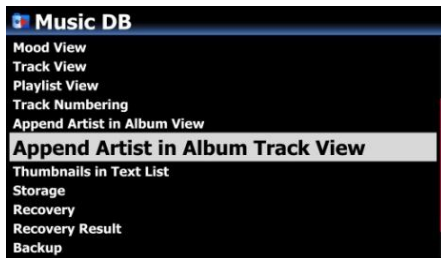 Music DB
Mood View
Track View
Playlist View
Track Numbering
Append Artist in Album View
Append Artist in Album Track View
Thumbnails in Text List
Storage
Recovery
Recovery Result
Backup